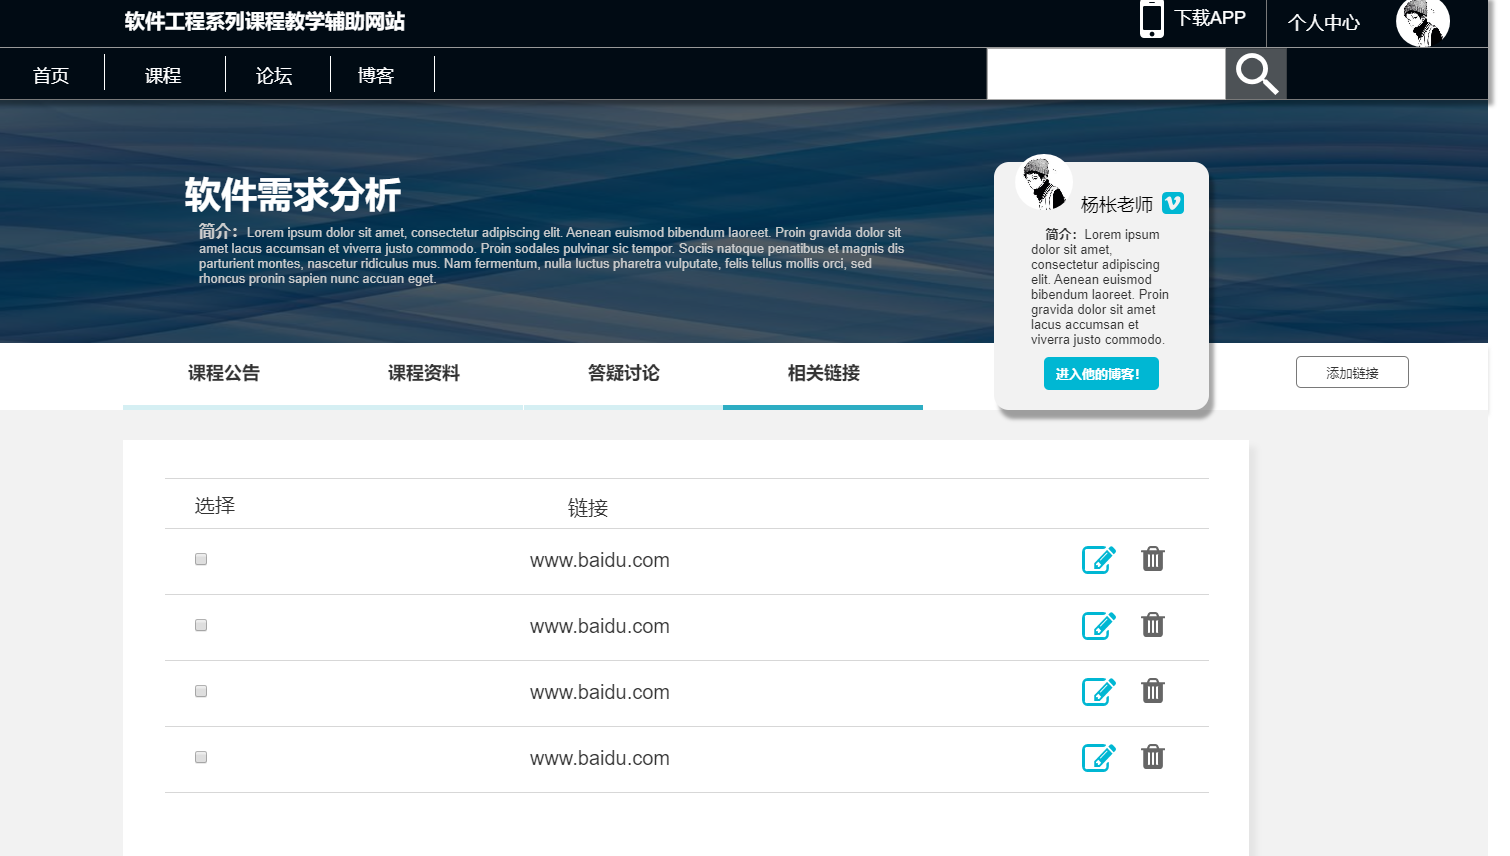 软件工程系列课程教学辅助网站
下载APP
个人中心
首页
课程
论坛
博客
软件需求分析
简介：Lorem ipsum dolor sit amet, consectetur adipiscing elit. Aenean euismod bibendum laoreet. Proin gravida dolor sit
amet lacus accumsan et viverra justo commodo. Proin sodales pulvinar sic tempor. Sociis natoque penatibus et magnis dis
parturient montes, nascetur ridiculus mus. Nam fermentum, nulla luctus pharetra vulputate, felis tellus mollis orci, sed
rhoncus pronin sapien nunc accuan eget.
杨枨老师
简介：Lorem ipsum
dolor sit amet,
consectetur adipiscing
elit. Aenean euismod
bibendum laoreet. Proin
gravida dolor sit amet
lacus accumsan et
viverra justo commodo.
进入他的博客！
课程公告
课程资料
答疑讨论
相关链接
添加链接
选择
链接
www.baidu.com
www.baidu.com
www.baidu.com
www.baidu.com